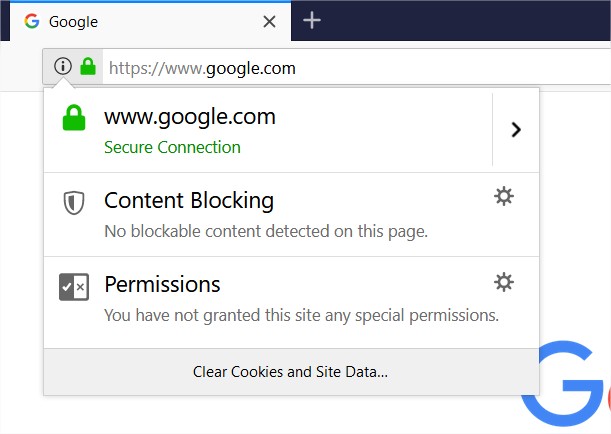 Google
https://www.google.com
www.google.com
Secure Connection
Content Blocking
No blockable content detected on this page.
Permissions
You have not granted this site any special permissions.
Clear Cookies and Site Data...
G